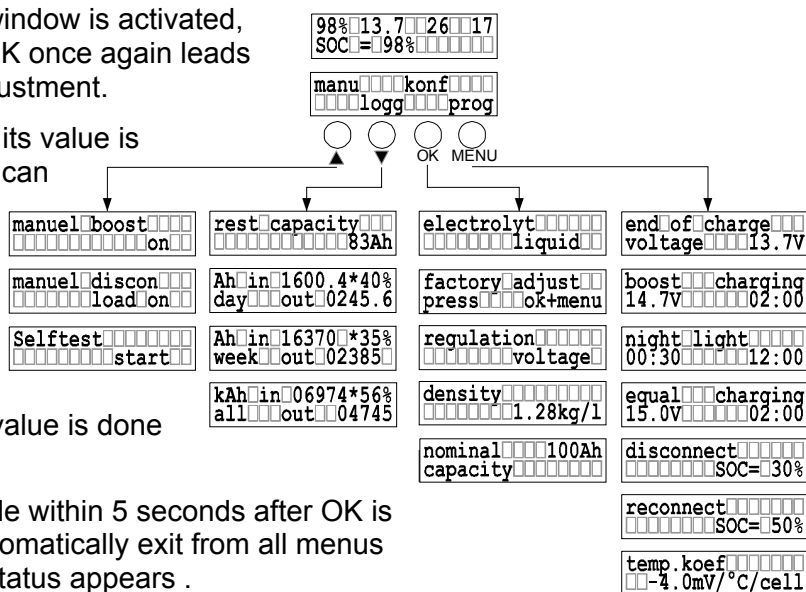 window is activated,
OK once again leads
ustment.
its value is
can
value is done
de within 5 seconds after OK is
tomatically exit from all menus
status appears .
98% 13.7 26 17
SOC = 98%
manu konf
logg prog
▲ ▼ OK MENU
manuel boost
on
manuel discon
load on
Selftest
start
rest capacity
83Ah
Ah in 1600.4*40%
day out 0245.6
Ah in 16370 *35%
week out 02385
kAh in 06974*56%
all out 04745
electrolyt
liquid
factory adjust
press ok+menu
regulation
voltage
density
1.28kg/l
nominal 100Ah
capacity
end of charge
voltage 13.7V
boost charging
14.7V 02:00
night light
00:30 12:00
equal charging
15.0V 02:00
disconnect
SOC= 30%
reconnect
SOC= 50%
temp.koef
-4.0mV/°C/cell